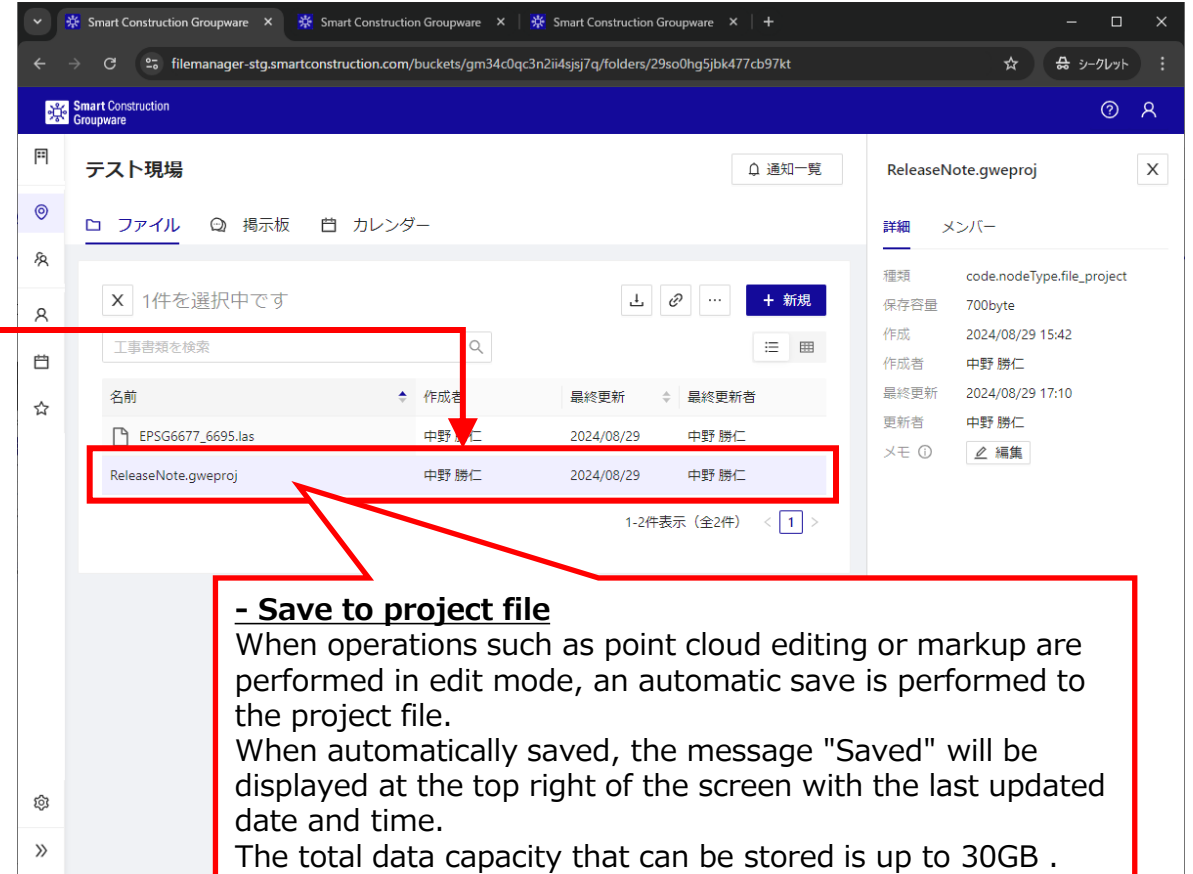 Smart Construction Groupware
Smart Construction Groupware
Smart Construction Groupware
filemanager-stg.smartconstruction.com/buckets/gm34c0qc3n2ii4sjsj7q/folders/29so0hg5jbk477cb97kt
シークレット
Smart Construction
Groupware
テスト現場
通知一覧
ファイル 掲示板 カレンダー
X 1件を選択中です
+ 新規
工事書類を検索
名前 作成者 最終更新 最終更新者
EPSG6677_6695.las 中野 勝仁 2024/08/29 中野 勝仁
ReleaseNote.gweproj 中野 勝仁 2024/08/29 中野 勝仁
1-2件表示(全2件) < 1 >
ReleaseNote.gweproj X
詳細 メンバー
種類 code.nodeType.file_project
保存容量 700byte
作成 2024/08/29 15:42
作成者 中野 勝仁
最終更新 2024/08/29 17:10
更新者 中野 勝仁
メモ 編集
- Save to project file
When operations such as point cloud editing or markup are
performed in edit mode, an automatic save is performed to
the project file.
When automatically saved, the message "Saved" will be
displayed at the top right of the screen with the last updated
date and time.
The total data capacity that can be stored is up to 30GB .